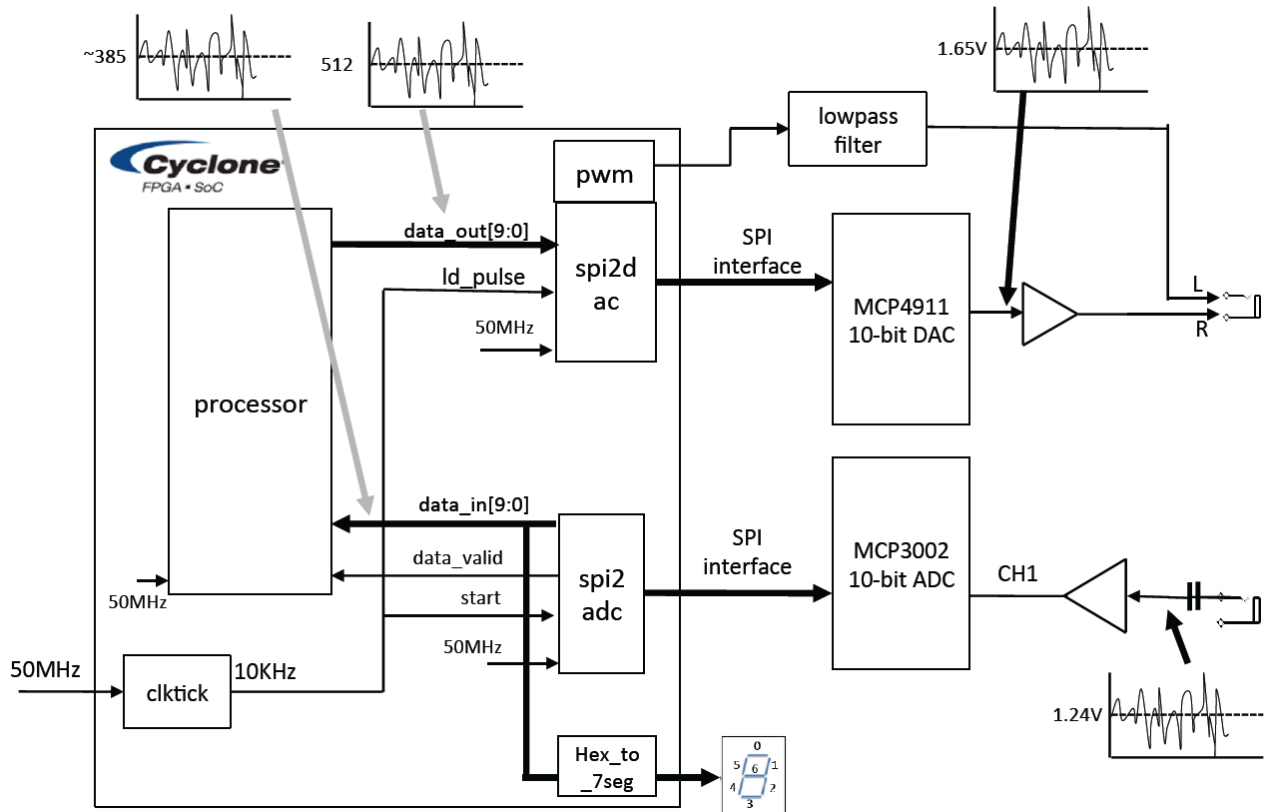 ~385
512
1.65V
Cyclone
FPGA • SoC
pwm
lowpass
filter
data_out[9:0]
ld_pulse
50MHz
spi2d
ac
SPI
interface
MCP4911
10-bit DAC
L
R
processor
data_in[9:0]
data_valid
start
50MHz
spi2
adc
SPI
interface
MCP3002
10-bit ADC
CH1
50MHz
50MHz
clktick
10KHz
1.24V
Hex_to
_7seg
0
5
6
1
4
2
3